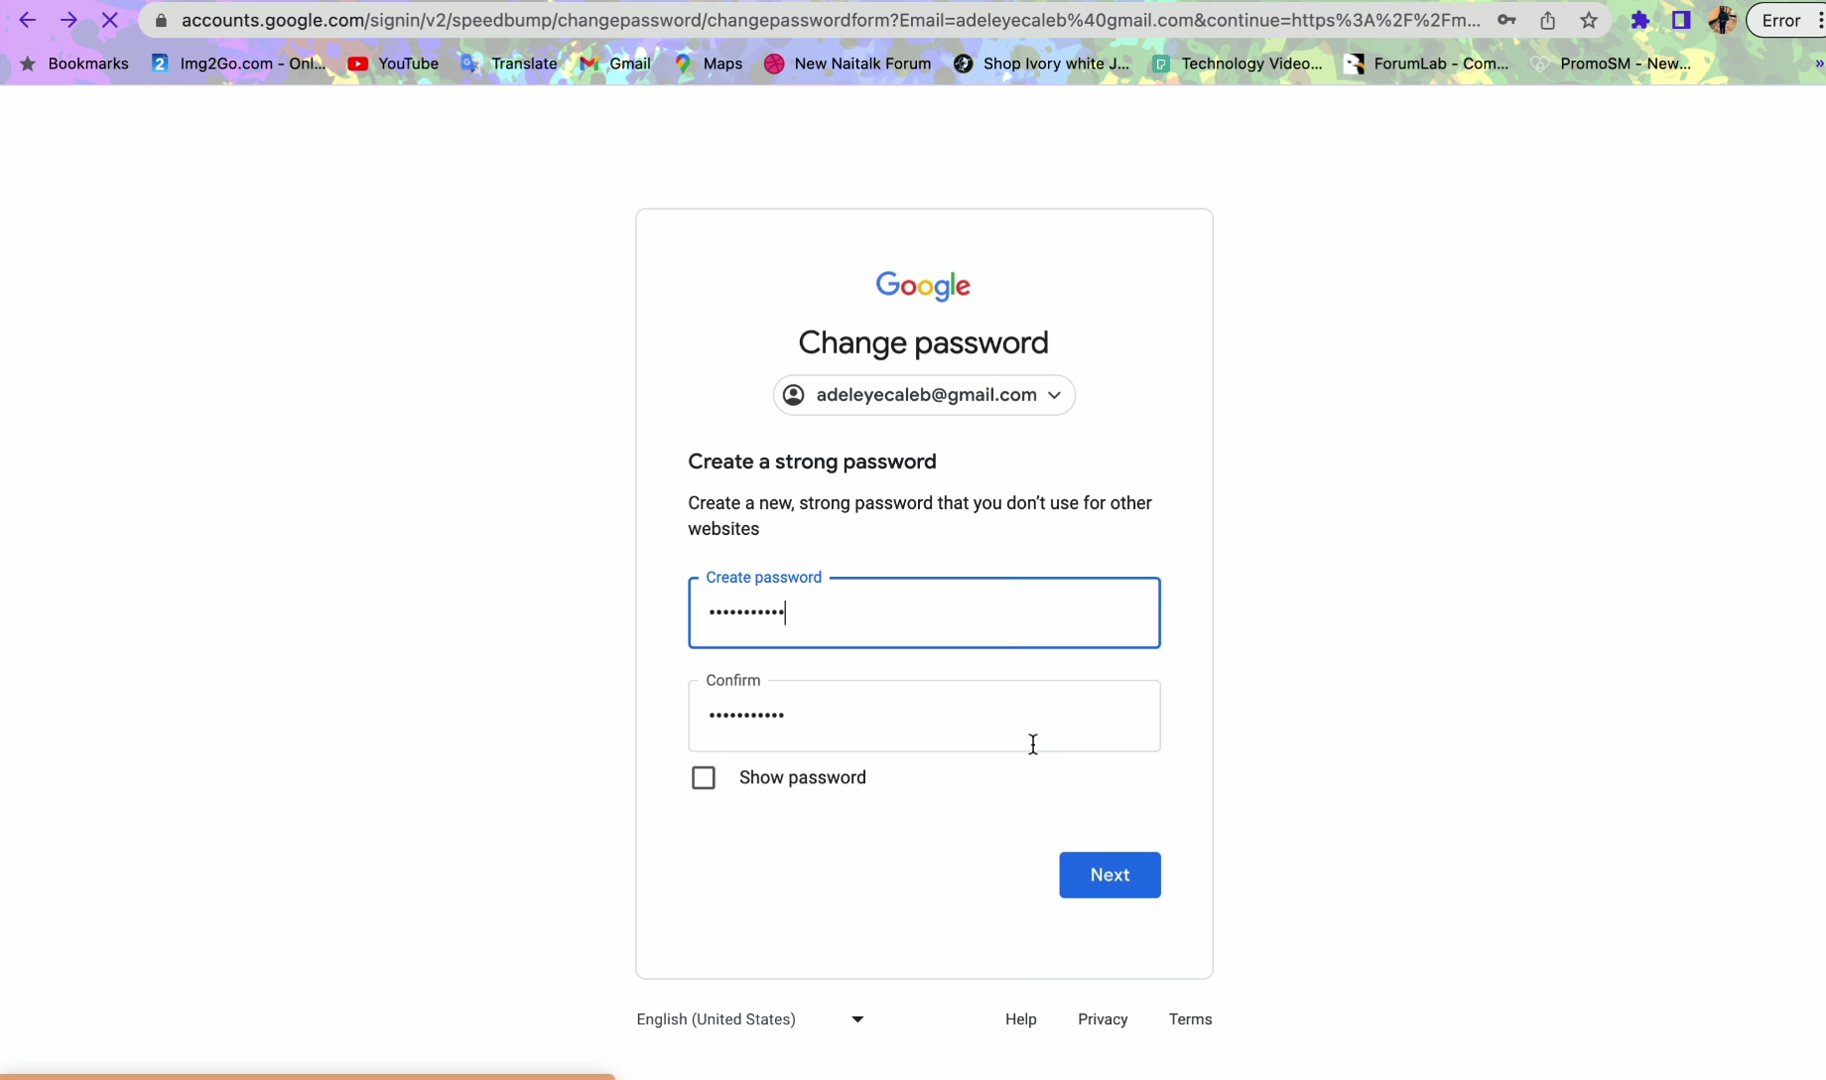 accounts.google.com/signin/v2/speedbump/changepassword/changepasswordform?Email=adeleyecaleb%40gmail.com&continue=https%3A%2F%2Fm...
Error
Bookmarks
Img2Go.com - Onl...
YouTube
Translate
Gmail
Maps
New Naitalk Forum
Shop Ivory white J...
Technology Video...
ForumLab - Com...
PromoSM - New...
»
Google
Change password
adeleyecaleb@gmail.com
Create a strong password
Create a new, strong password that you don't use for other
websites
Create password
•••••••••••
Confirm
•••••••••••
Show password
Next
English (United States)
Help
Privacy
Terms